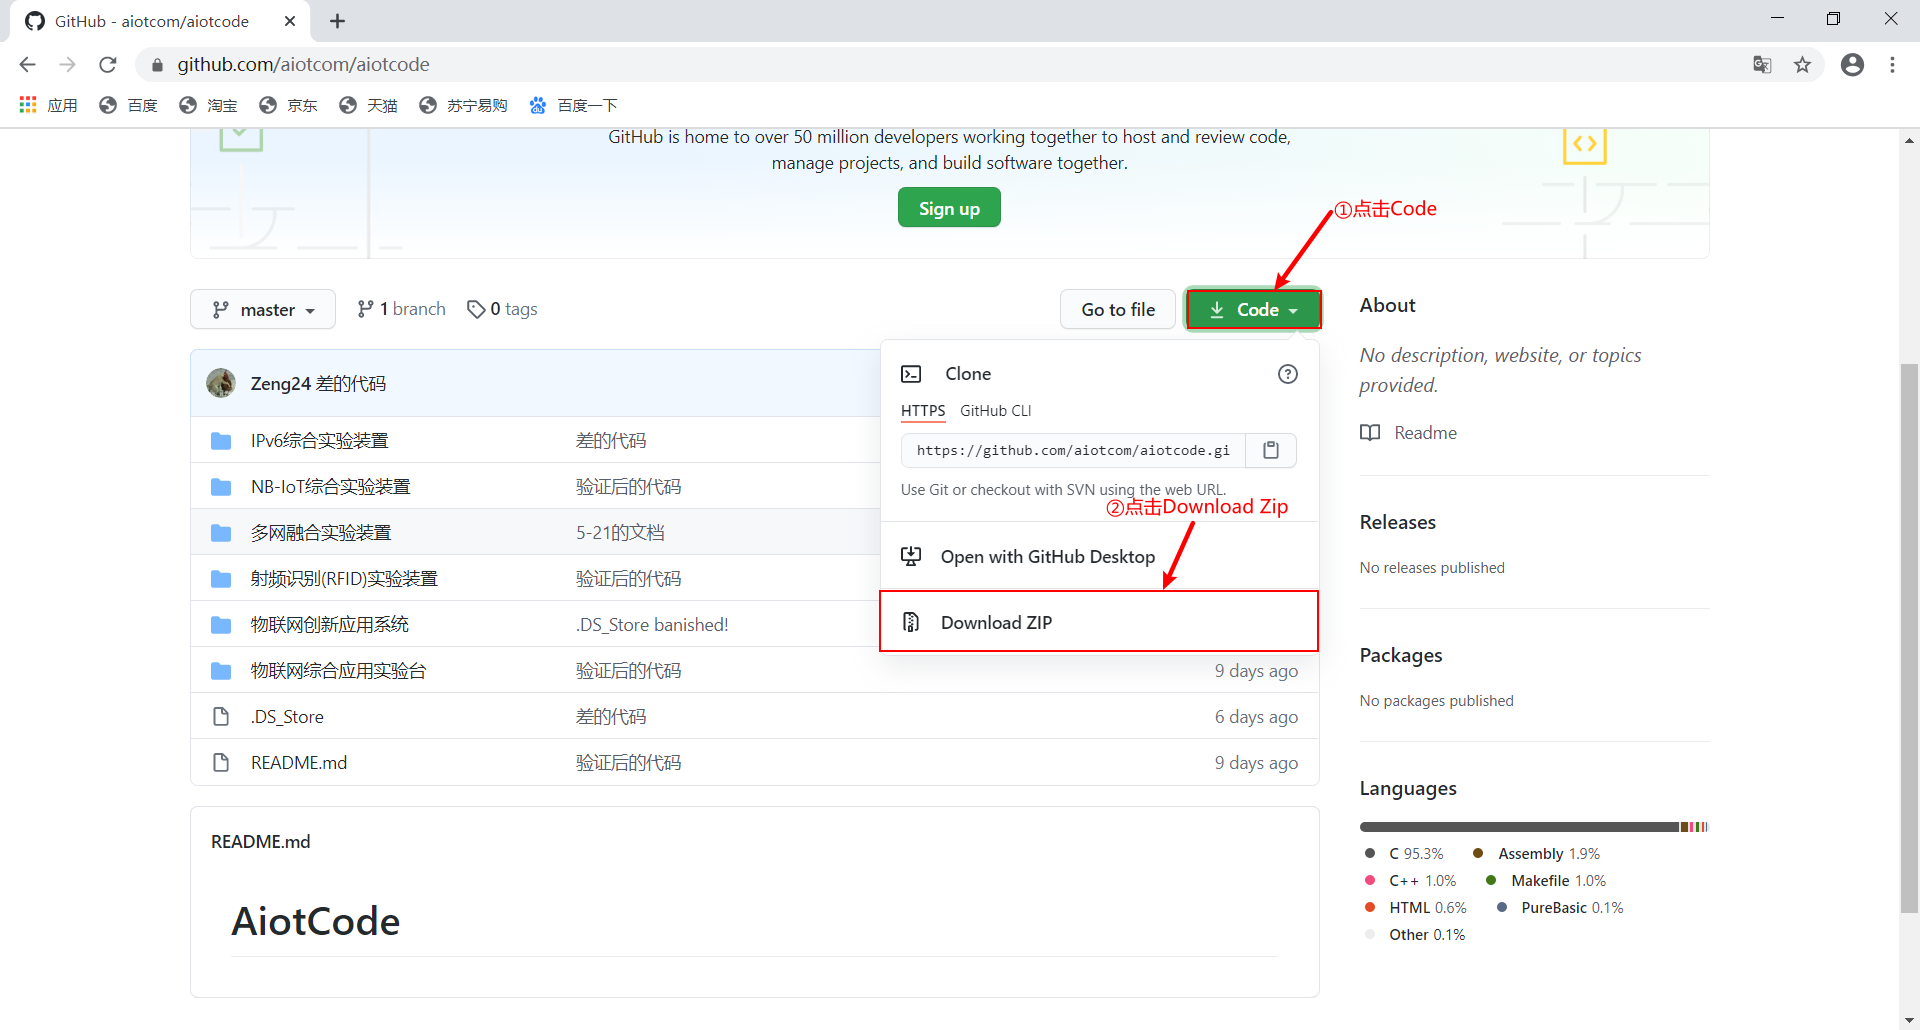 GitHub - aiotcom/aiotcode
github.com/aiotcom/aiotcode
应用 百度 淘宝 京东 天猫 苏宁易购 百度一下
GitHub is home to over 50 million developers working together to host and review code,
manage projects, and build software together.
Sign up
①点击Code
master 1 branch 0 tags Go to file Code
About
No description, website, or topics
provided.
Readme
Zeng24 差的代码
Clone
HTTPS GitHub CLI
https://github.com/aiotcom/aiotcode.gi
Use Git or checkout with SVN using the web URL.
②点击Download Zip
Open with GitHub Desktop
Download ZIP
IPv6综合实验装置 差的代码
NB-IoT综合实验装置 验证后的代码
多网融合实验装置 5-21的文档
射频识别(RFID)实验装置 验证后的代码
物联网创新应用系统 .DS_Store banished!
物联网综合应用实验台 验证后的代码 9 days ago
.DS_Store 差的代码 6 days ago
README.md 验证后的代码 9 days ago
Releases
No releases published
Packages
No packages published
Languages
C 95.3% Assembly 1.9%
C++ 1.0% Makefile 1.0%
HTML 0.6% PureBasic 0.1%
Other 0.1%
README.md
AiotCode